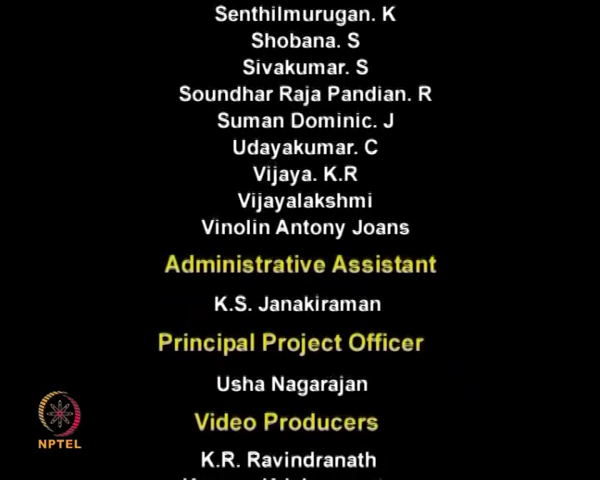 Senthilmurugan. K
Shobana. S
Sivakumar. S
Soundhar Raja Pandian. R
Suman Dominic. J
Udayakumar. C
Vijaya. K.R
Vijayalakshmi
Vinolin Antony Joans
Administrative Assistant
K.S. Janakiraman
Principal Project Officer
Usha Nagarajan
Video Producers
K.R. Ravindranath
NPTEL